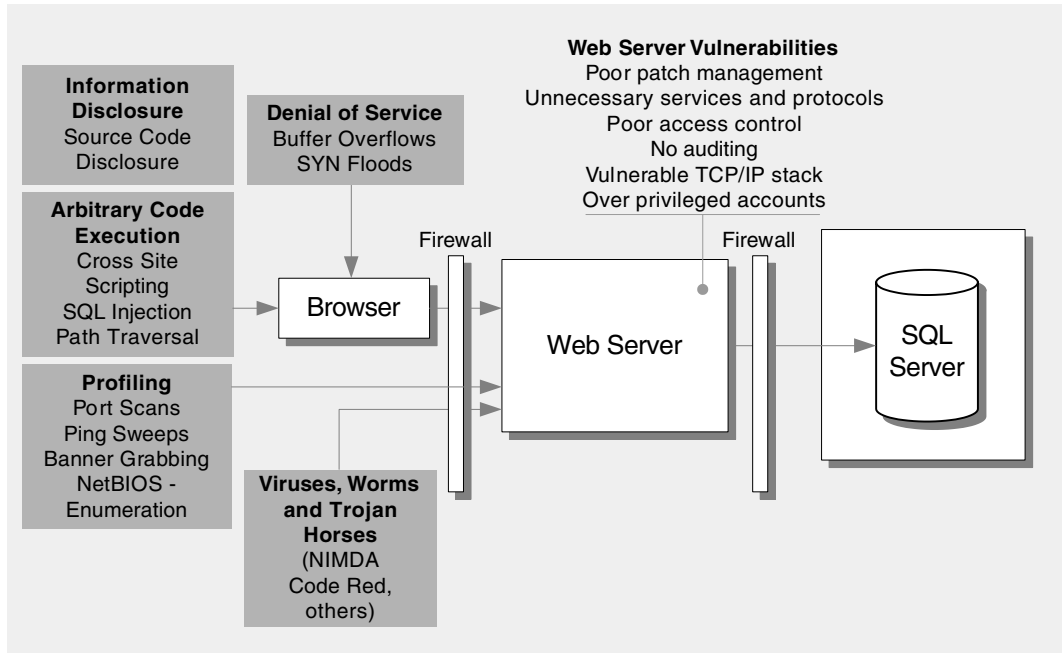 Information
Disclosure
Source Code
Disclosure
Arbitrary Code
Execution
Cross Site
Scripting
SQL Injection
Path Traversal
Profiling
Port Scans
Ping Sweeps
Banner Grabbing
NetBIOS -
Enumeration
Denial of Service
Buffer Overflows
SYN Floods
Browser
Viruses, Worms
and Trojan
Horses
(NIMDA
Code Red,
others)
Firewall
Web Server Vulnerabilities
Poor patch management
Unnecessary services and protocols
Poor access control
No auditing
Vulnerable TCP/IP stack
Over privileged accounts
Web Server
Firewall
SQL
Server